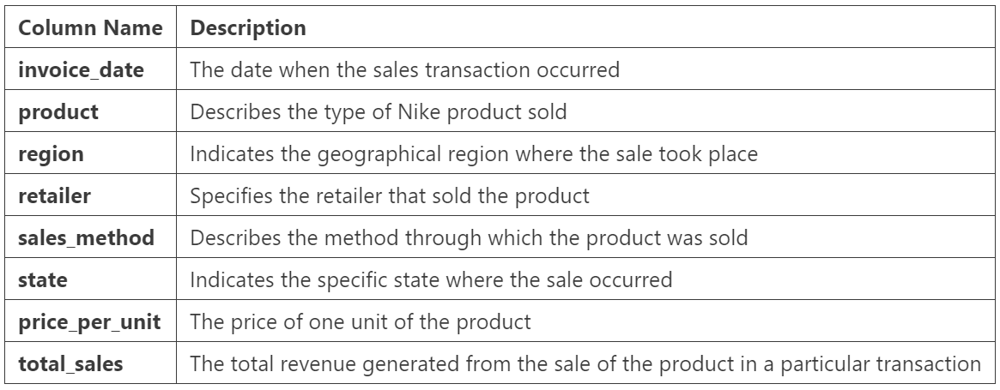 Column Name Description
invoice_date The date when the sales transaction occurred
product Describes the type of Nike product sold
region Indicates the geographical region where the sale took place
retailer Specifies the retailer that sold the product
sales_method Describes the method through which the product was sold
state Indicates the specific state where the sale occurred
price_per_unit The price of one unit of the product
total_sales The total revenue generated from the sale of the product in a particular transaction